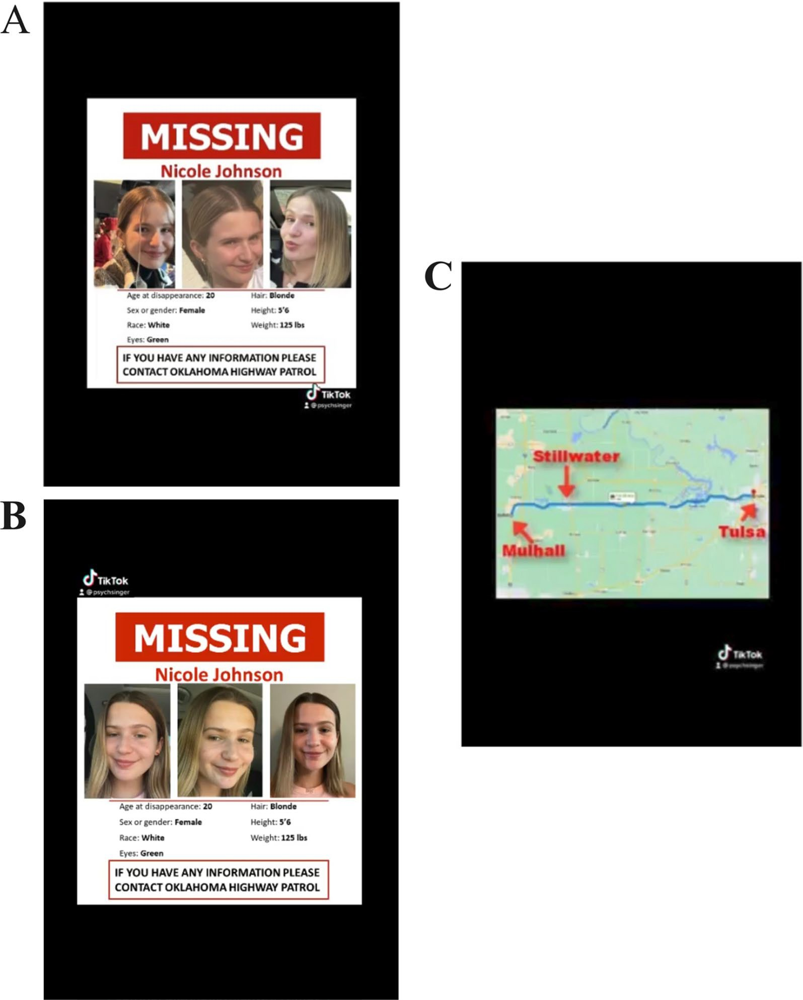 A
MISSING
Nicole Johnson
Age at disappearance: 20
Hair: Blonde
Sex or gender: Female
Height: 5'6
Race: White
Weight: 125 lbs
Eyes: Green
IF YOU HAVE ANY INFORMATION PLEASE
CONTACT OKLAHOMA HIGHWAY PATROL
TikTok
@psychsinger
B
TikTok
@psychsinger
MISSING
Nicole Johnson
Age at disappearance: 20
Hair: Blonde
Sex or gender: Female
Height: 5'6
Race: White
Weight: 125 lbs
Eyes: Green
IF YOU HAVE ANY INFORMATION PLEASE
CONTACT OKLAHOMA HIGHWAY PATROL
C
Stillwater
Tulsa
Mulhall
TikTok
@psychsinger